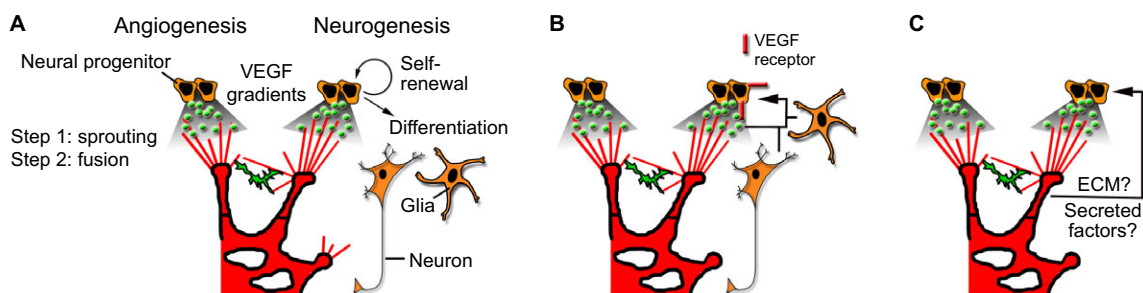 A
Angiogenesis
Neurogenesis
Neural progenitor
VEGF
gradients
Self-
renewal
Differentiation
Step 1: sprouting
Step 2: fusion
Glia
Neuron
B
VEGF
receptor
C
ECM?
Secreted
factors?